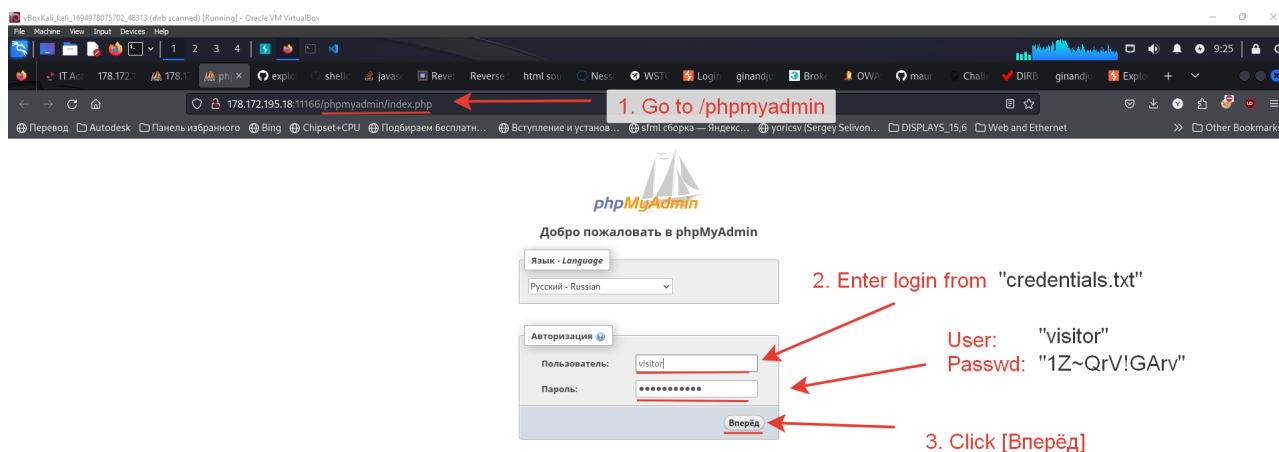 vBoxKali_kali_1694978075702_48313 (dirb scanned) [Running] - Oracle VM VirtualBox
File Machine View Input Devices Help
1 2 3 4
9:25
IT Aca 178.172.1 178.1 php explo shell javasc Rever Reverse html sou Ness WST Login ginandju Broke OWA maur Chall DIRB ginandju Explo
178.172.195.18:11166/phpmyadmin/index.php
1. Go to /phpmyadmin
Перевод Autodesk Панель избранного Bing Chipset+CPU Подбираем бесплатн... Вступление и установ... sfml сборка — Яндекс... yoricsv (Sergey Selivon... DISPLAYS_15,6 Web and Ethernet Other Bookmarks
phpMyAdmin
Добро пожаловать в phpMyAdmin
Язык - Language
Русский - Russian
2. Enter login from "credentials.txt"
Авторизация
Пользователь: visitor
User: "visitor"
Passwd: "1Z~QrV!GArv"
Пароль:
Вперёд
3. Click [Вперёд]